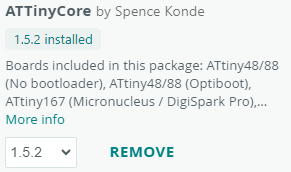 ATTinyCore by Spence Konde
1.5.2 installed
Boards included in this package: ATtiny48/88
(No bootloader), ATtiny48/88 (Optiboot),
ATtiny167 (Micronucleus / DigiSpark Pro),...
More info
1.5.2 REMOVE